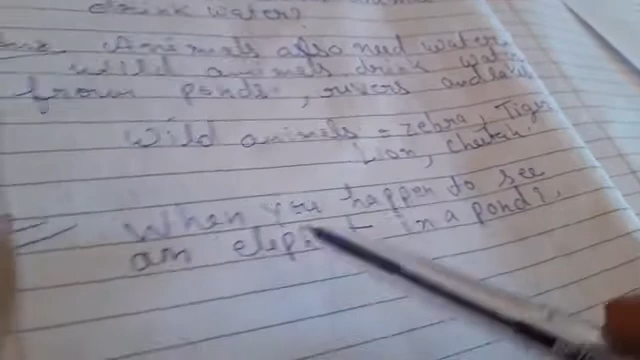 drink water?
Animals also need water.
Wild animals drink water
from ponds, rivers and lakes
Wild animals = Zebra, Tiger
Lion, Cheetah.
When you happen to see
an elept in a pond?